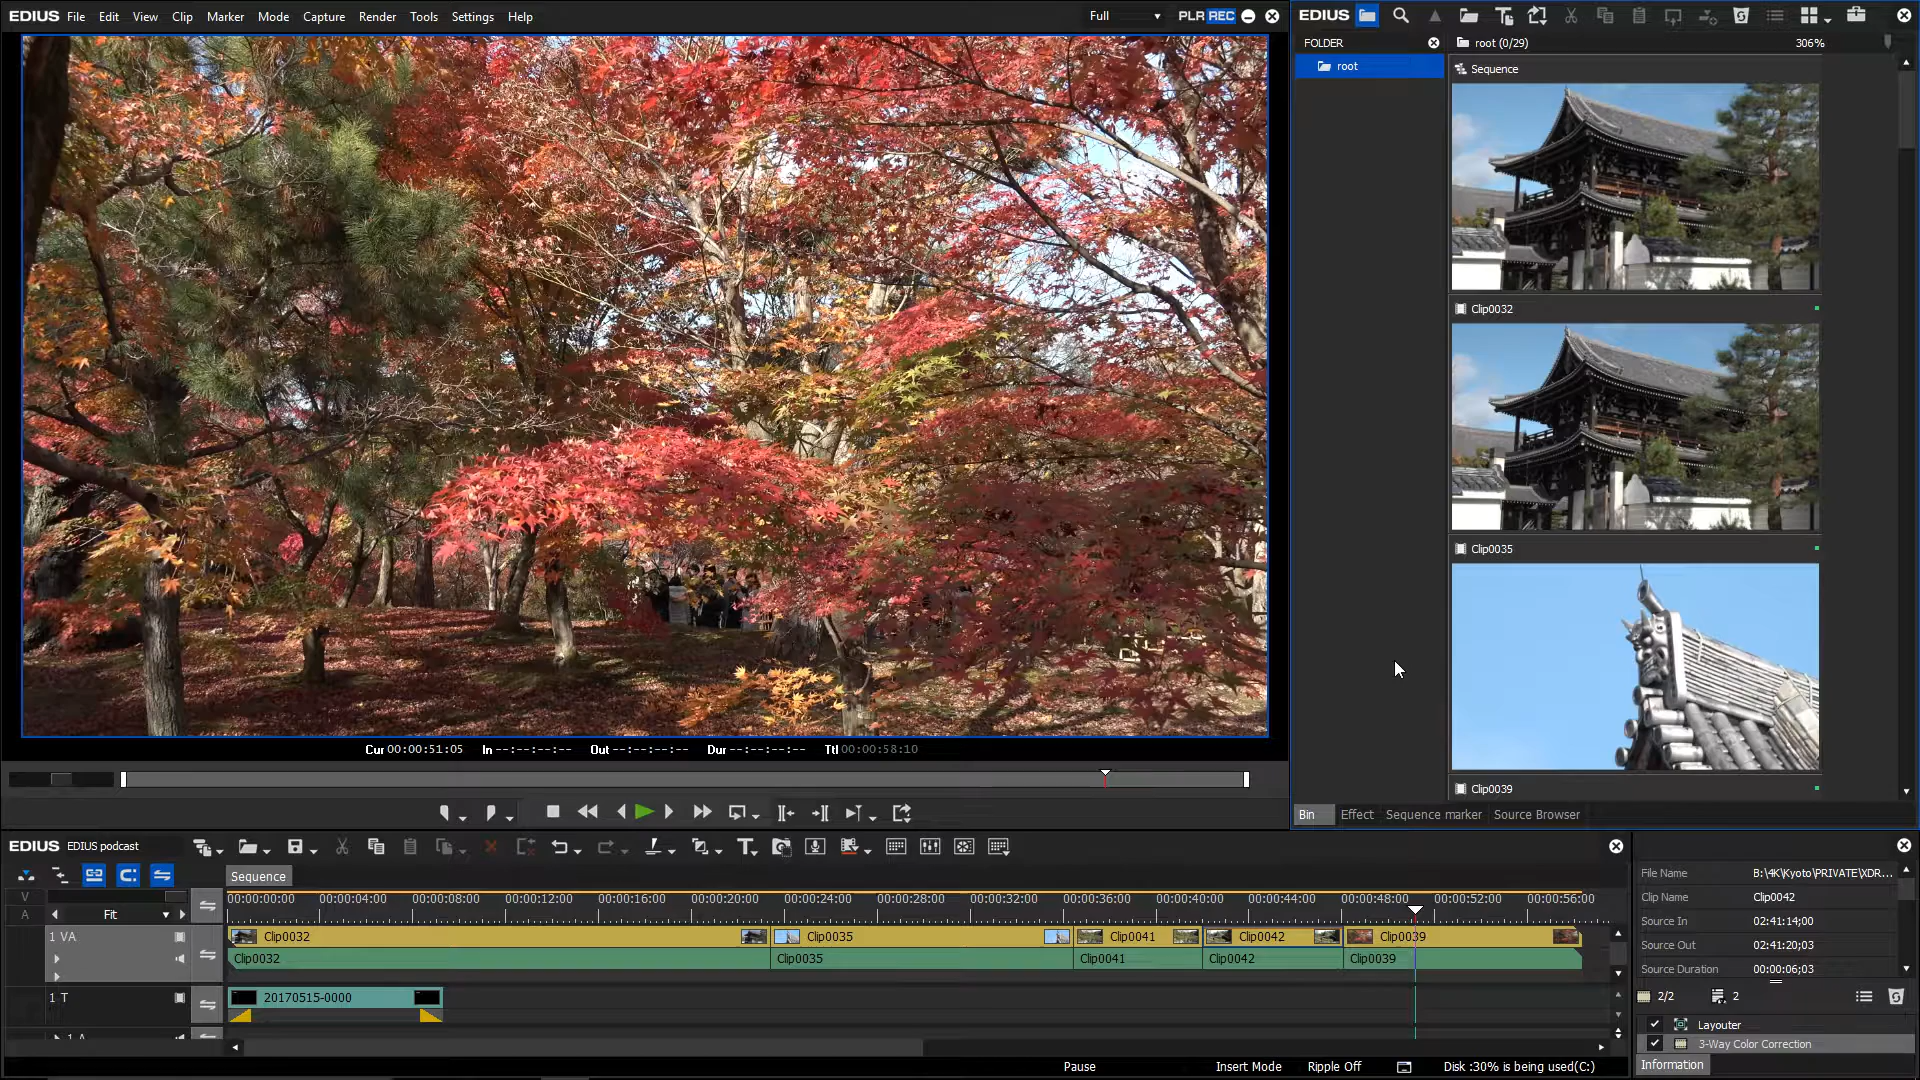 EDIUS File Edit View Clip Marker Mode Capture Render Tools Settings Help Full PLR REC
EDIUS
FOLDER
root
root (0/29) 306%
Sequence
Clip0032
Clip0035
Clip0039
Bin Effect Sequence marker Source Browser
Cur 00:00:51:05 In --:--:--:-- Out --:--:--:-- Dur --:--:--:-- Ttl 00:00:58:10
EDIUS EDIUS podcast
Sequence
V
A
Fit
00:00:00:00 00:00:04:00 00:00:08:00 00:00:12:00 00:00:16:00 00:00:20:00 00:00:24:00 00:00:28:00 00:00:32:00 00:00:36:00 00:00:40:00 00:00:44:00 00:00:48:00 00:00:52:00 00:00:56:00
1 VA
Clip0032 Clip0035 Clip0041 Clip0042 Clip0039
Clip0032 Clip0035 Clip0041 Clip0042 Clip0039
1 T
20170515-0000
1 A
Pause Insert Mode Ripple Off Disk :30% is being used(C:)
File Name B:\4K\Kyoto\PRIVATE\XDR...
Clip Name Clip0042
Source In 02:41:14;00
Source Out 02:41:20;03
Source Duration 00:00:06;03
2/2 2
Layouter
3-Way Color Correction
Information